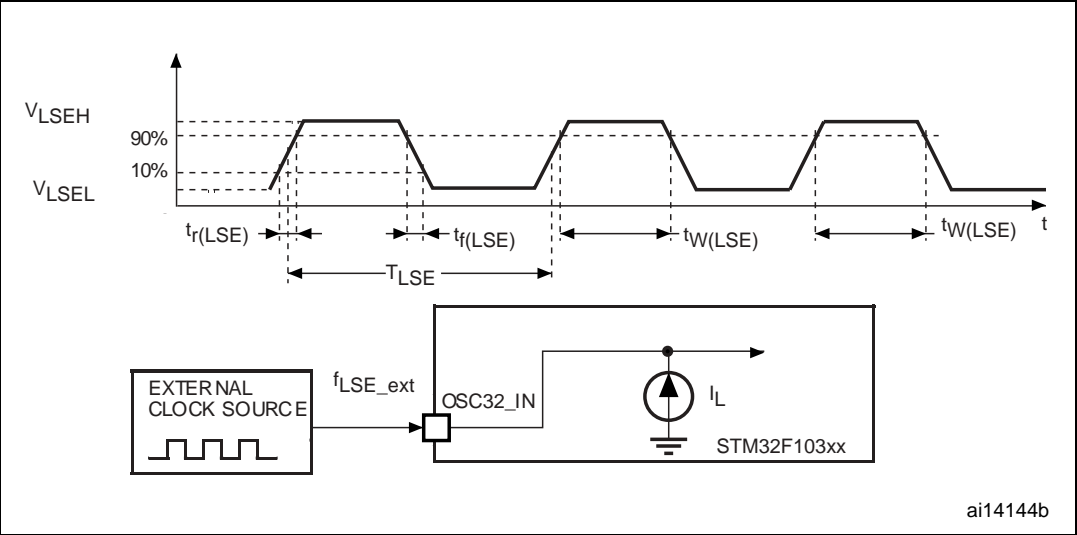 VLSEH
90%
10%
VLSEL
tr(LSE)
tf(LSE)
tW(LSE)
tW(LSE)
t
TLSE
EXTERNAL
CLOCK SOURCE
fLSE_ext
OSC32_IN
IL
STM32F103xx
ai14144b